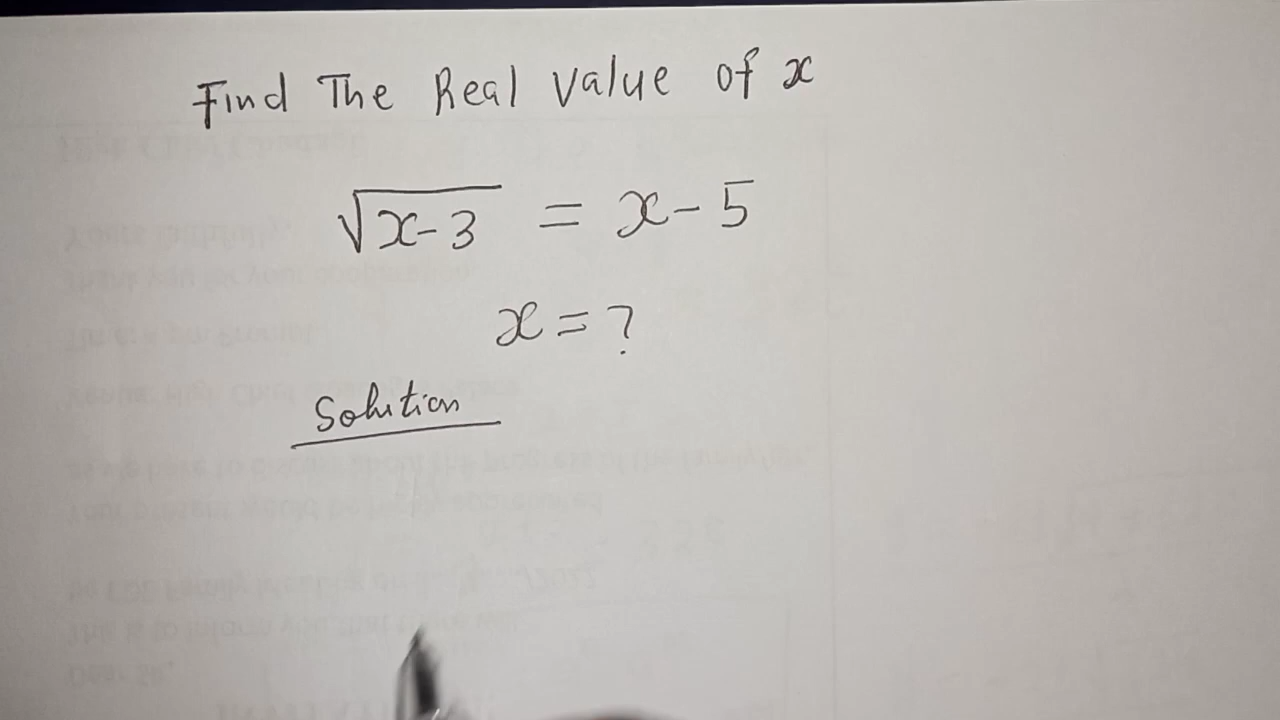 Find The Real Value of x
√x-3 = x-5
x = ?
Solution